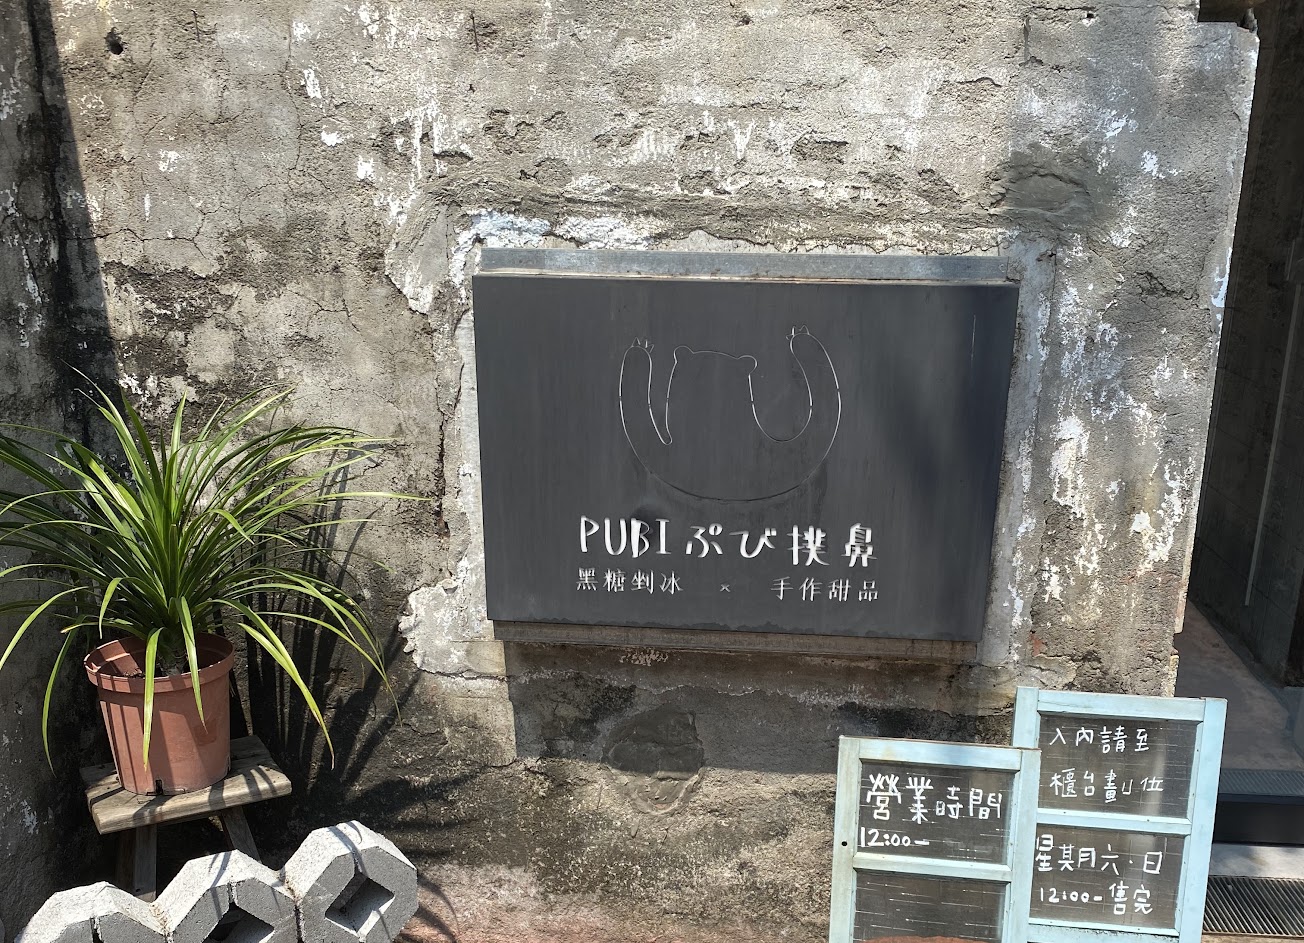 PUBIぷび撲鼻
黑糖剉冰 × 手作甜品
營業時間
12:00-
入內請至
櫃台劃位
星期六.日
12:00-售完